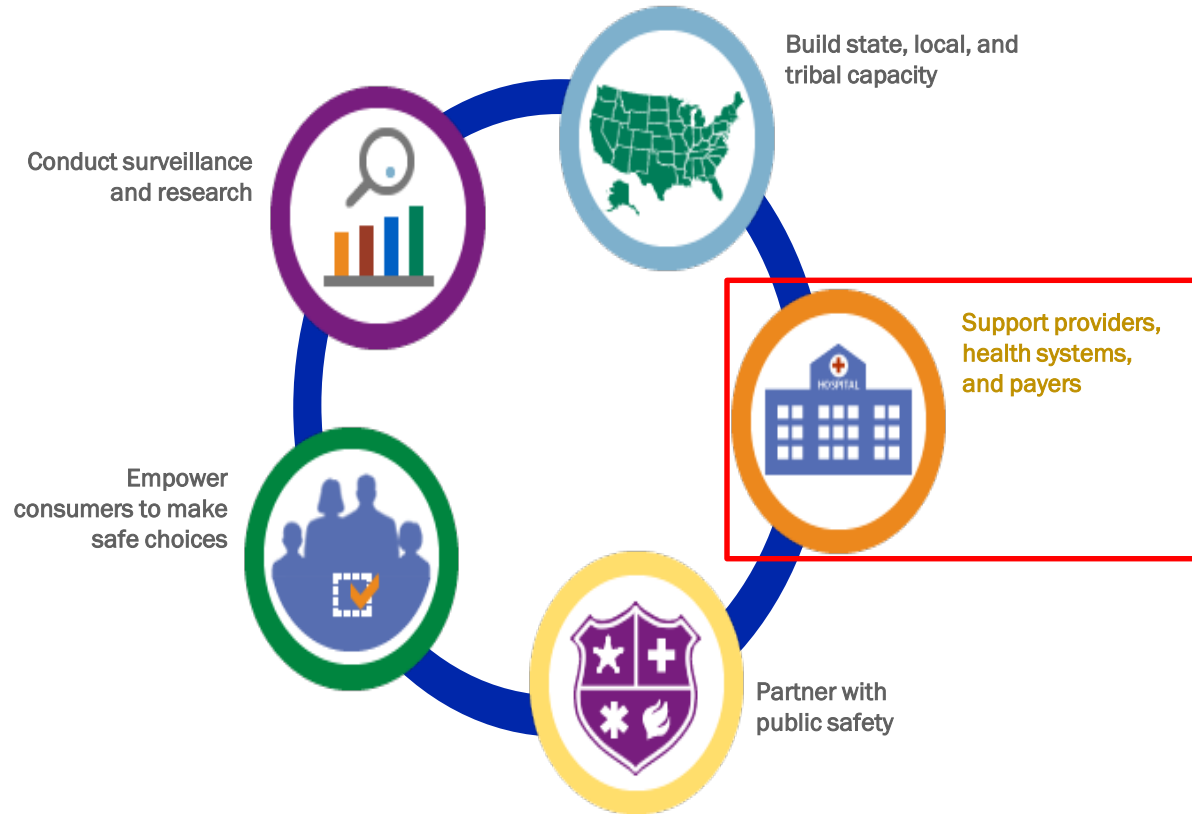 Build state, local, and
tribal capacity
Conduct surveillance
and research
Support providers,
health systems,
and payers
HOSPITAL
Empower
consumers to make
safe choices
Partner with
public safety